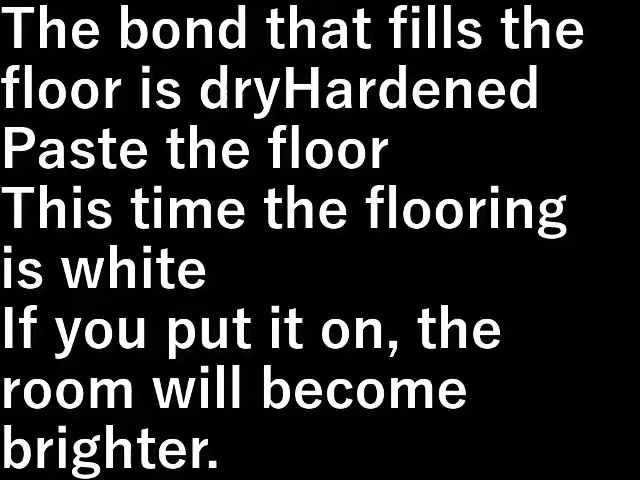 The bond that fills the
floor is dryHardened
Paste the floor
This time the flooring
is white
If you put it on, the
room will become
brighter.